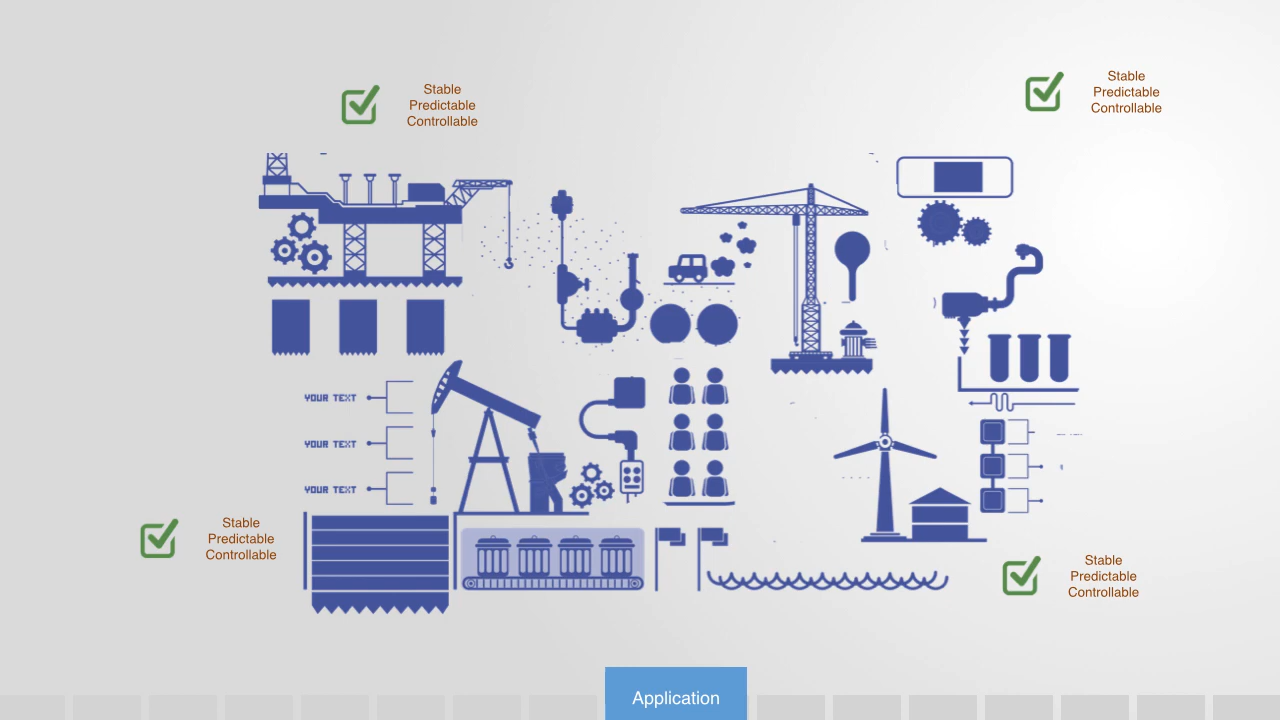 Stable
Predictable
Controllable
Stable
Predictable
Controllable
YOUR TEXT
YOUR TEXT
YOUR TEXT
Stable
Predictable
Controllable
Stable
Predictable
Controllable
Application